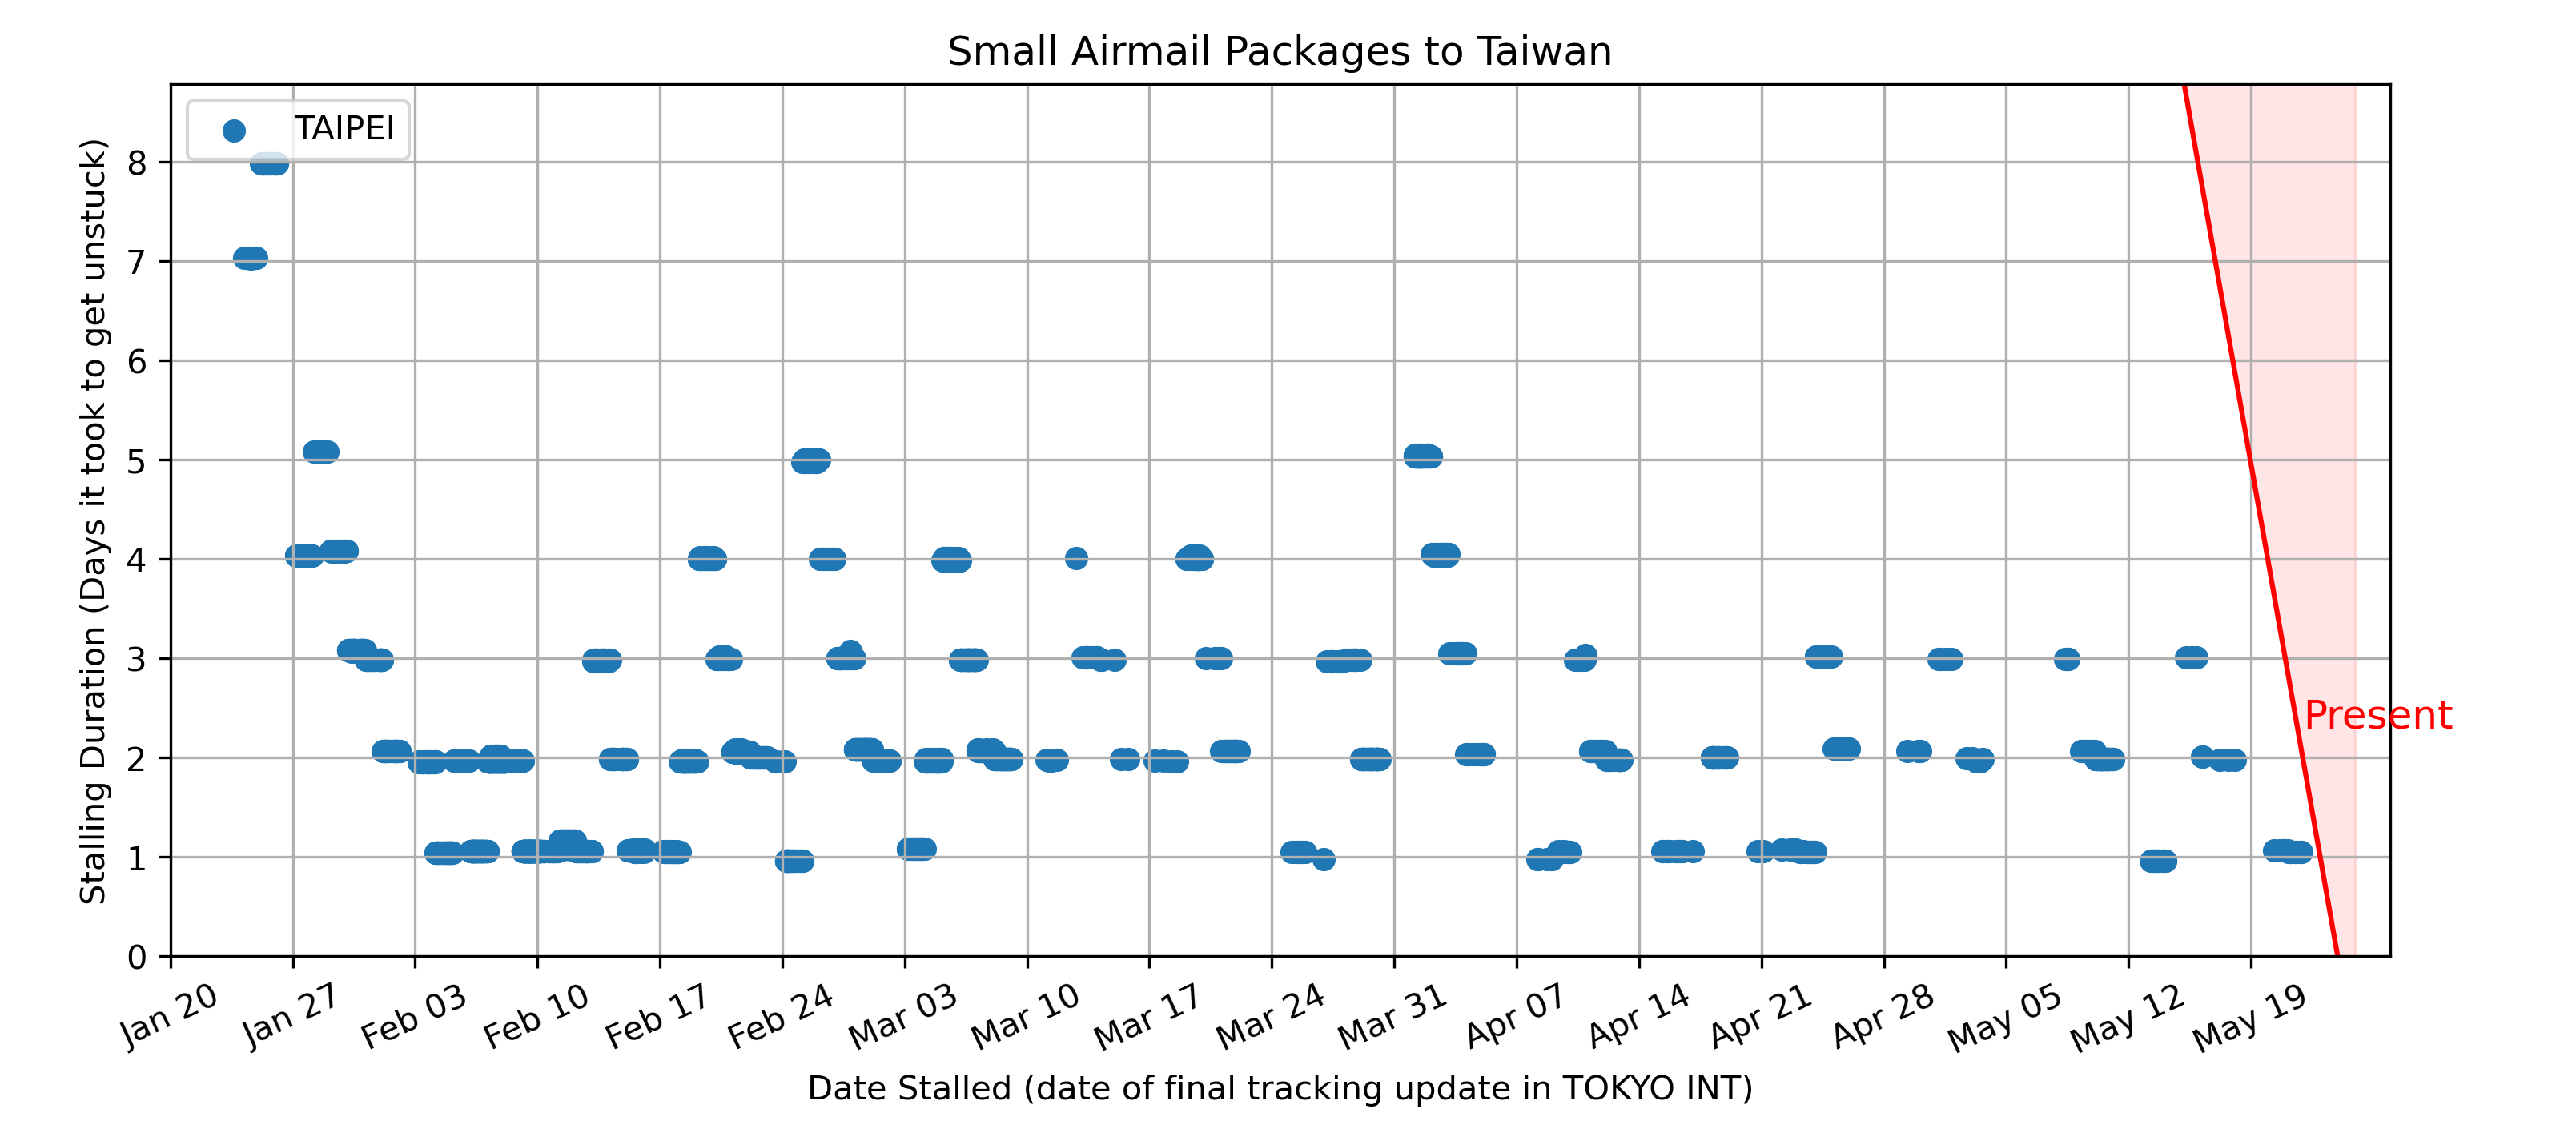 Small Airmail Packages to Taiwan
TAIPEI
Stalling Duration (Days it took to get unstuck)
8
7
6
5
4
3
2
1
0
Present
Jan 20
Jan 27
Feb 03
Feb 10
Feb 17
Feb 24
Mar 03
Mar 10
Mar 17
Mar 24
Mar 31
Apr 07
Apr 14
Apr 21
Apr 28
May 05
May 12
May 19
Date Stalled (date of final tracking update in TOKYO INT)